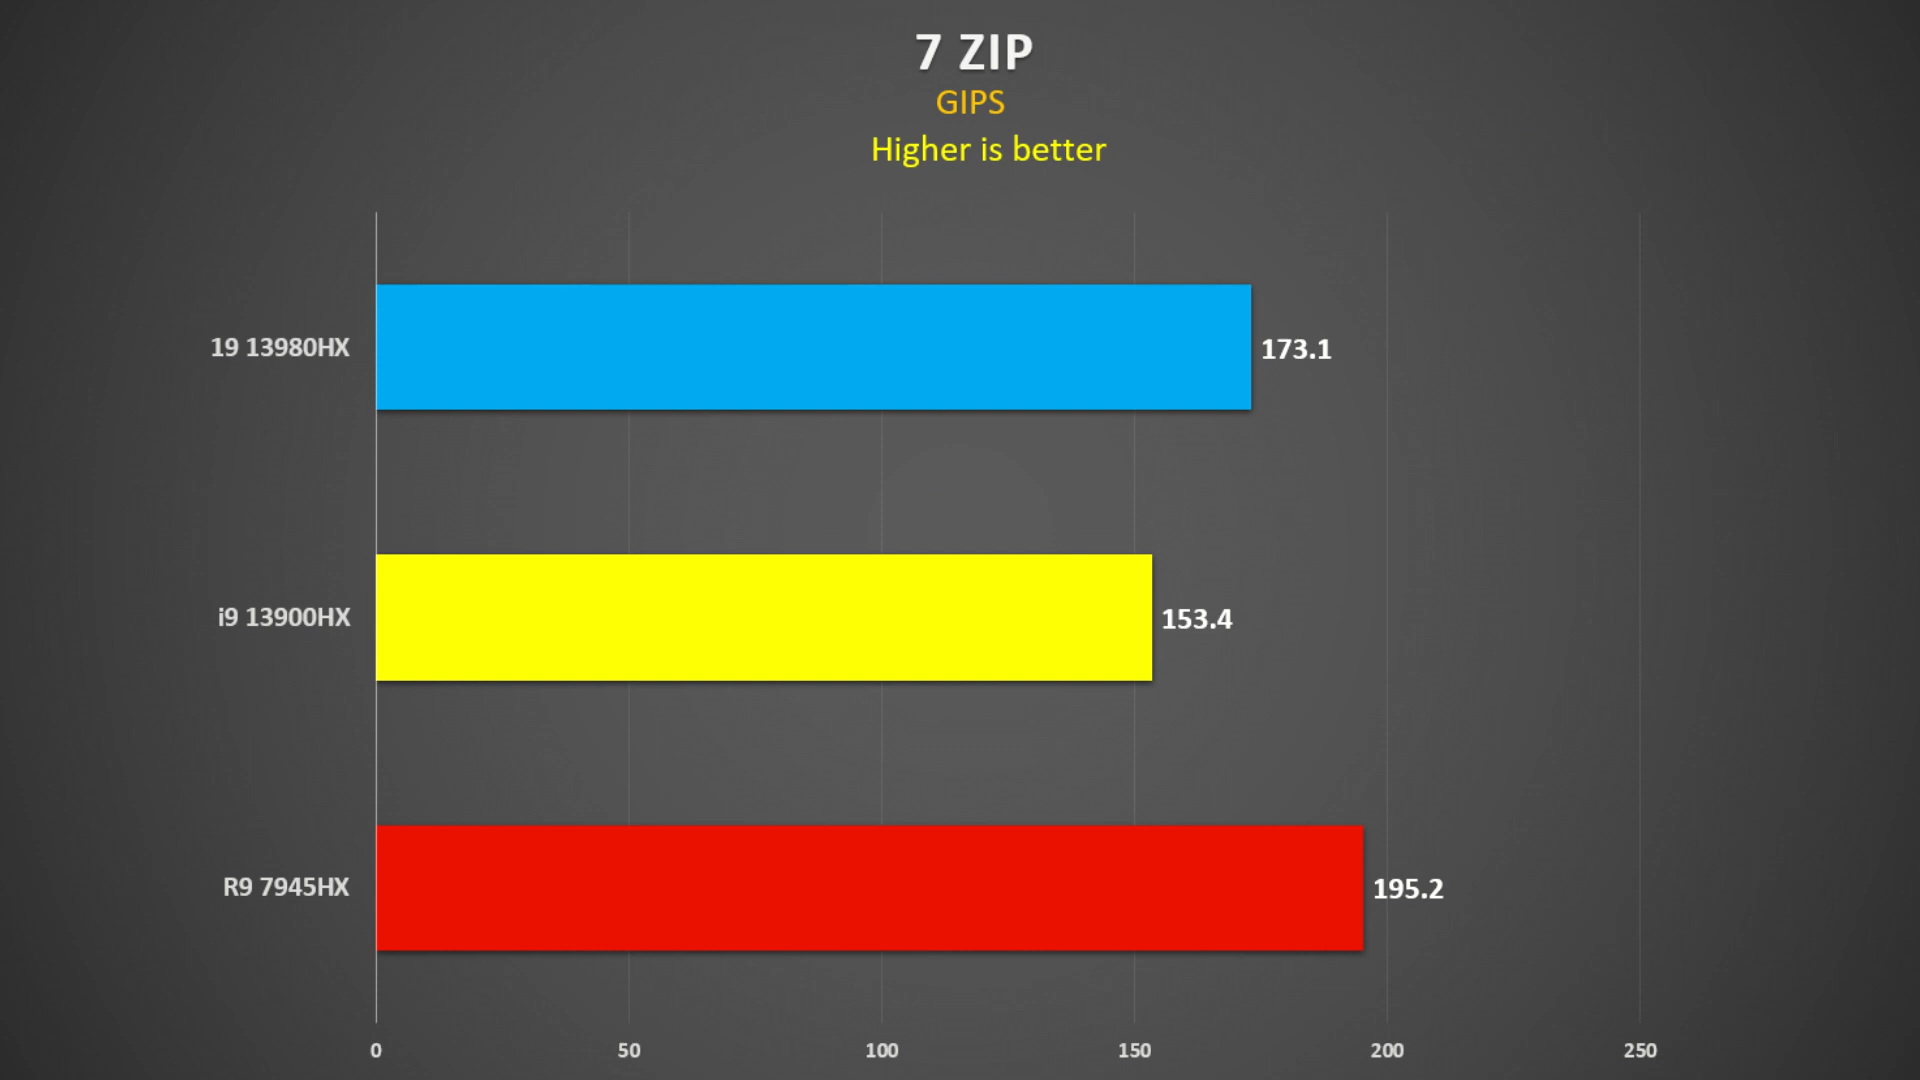 7 ZIP
GIPS
Higher is better
19 13980HX
173.1
i9 13900HX
153.4
R9 7945HX
195.2
0 50 100 150 200 250